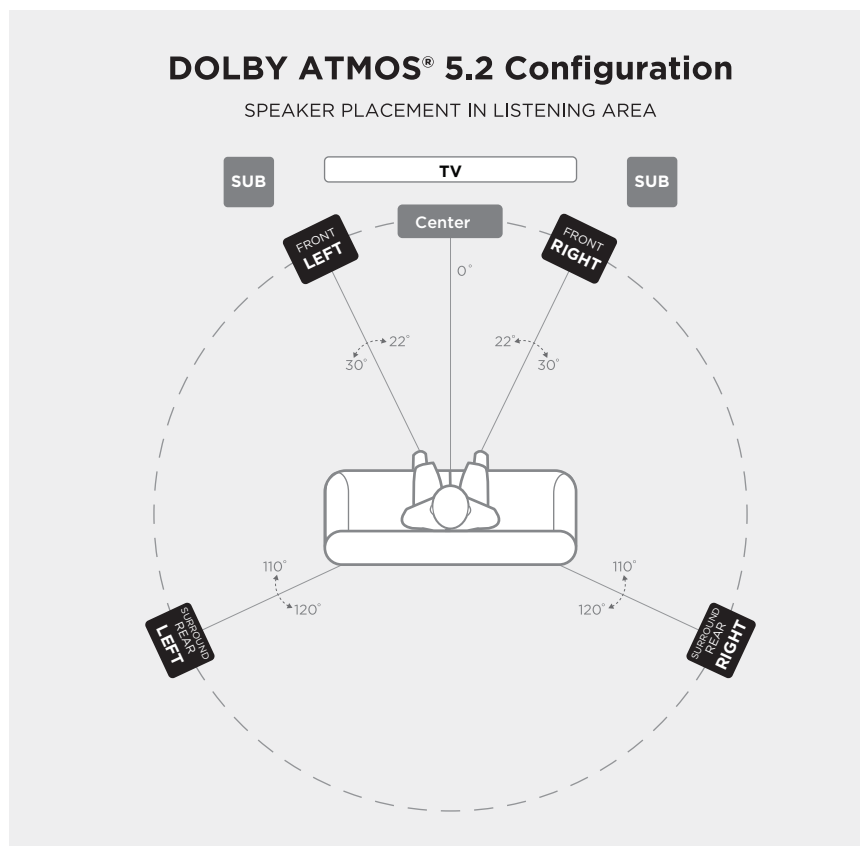 DOLBY ATMOS® 5.2 Configuration
SPEAKER PLACEMENT IN LISTENING AREA
SUB
TV
SUB
Center
FRONT
LEFT
FRONT
RIGHT
0°
22°
30°
22°
30°
110°
120°
110°
120°
SURROUND
REAR
LEFT
SURROUND
REAR
RIGHT